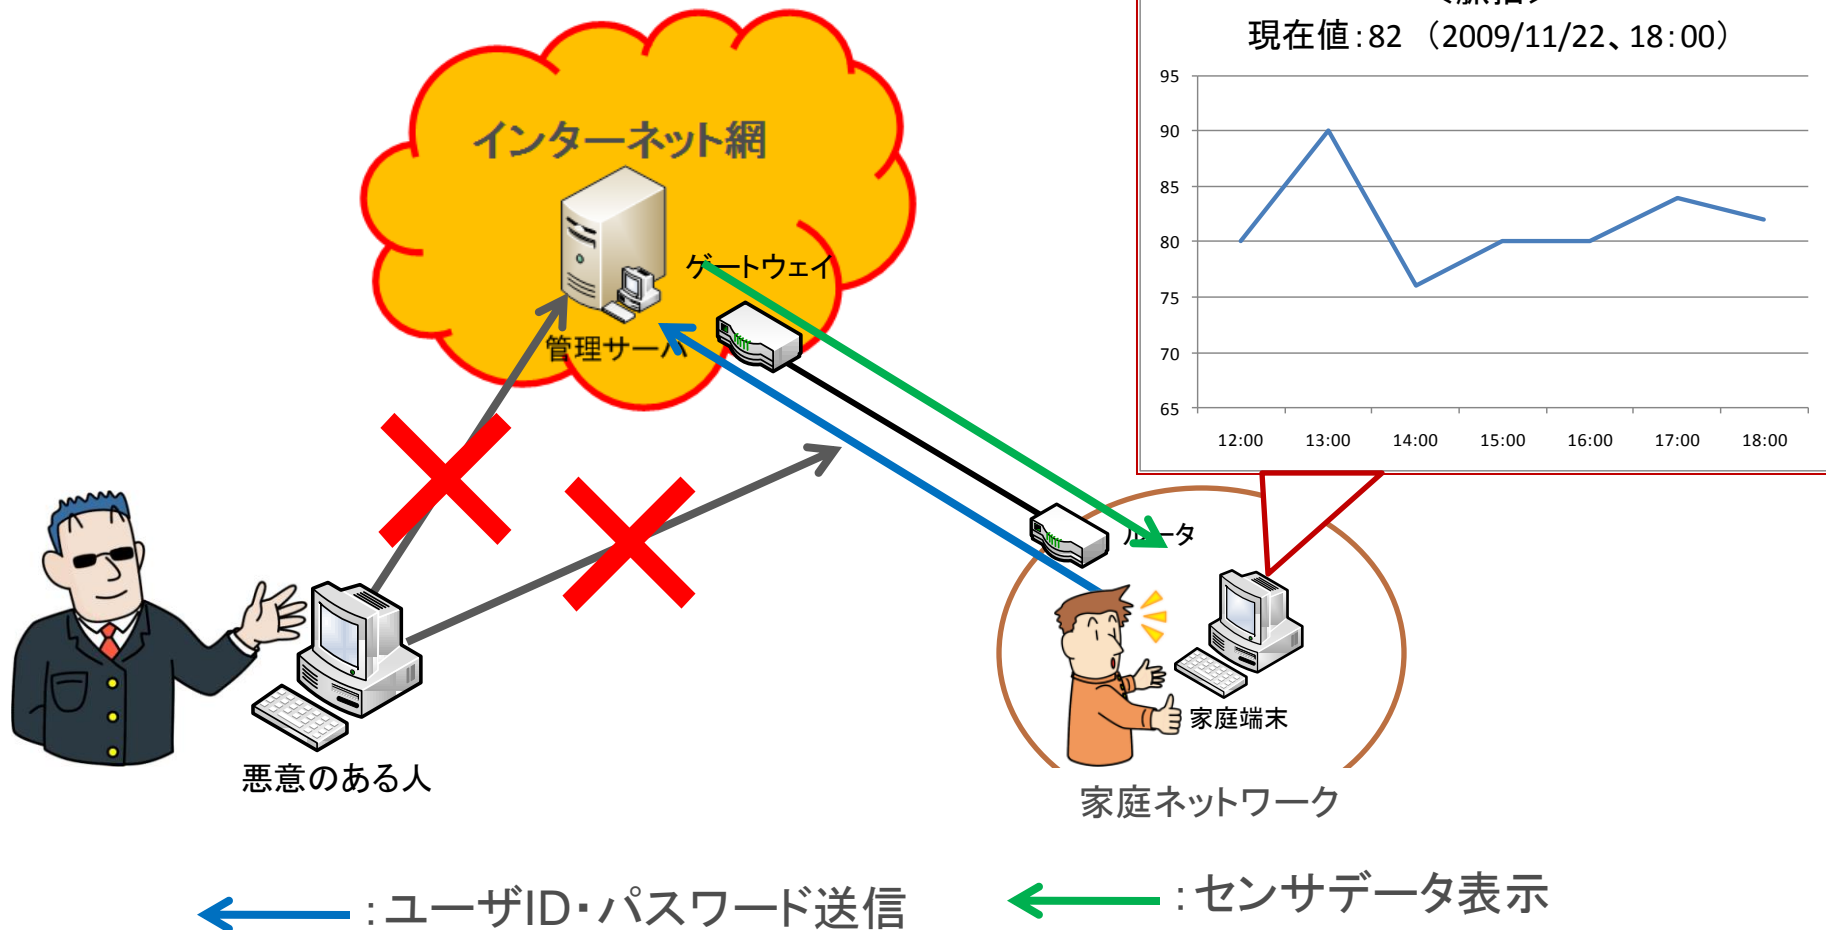 現在値:82 (2009/11/22、18:00)
95
90
85
80
75
70
65
12:00 13:00 14:00 15:00 16:00 17:00 18:00
インターネット網
ゲートウェイ
管理サーバ
ルータ
家庭端末
悪意のある人
家庭ネットワーク
:ユーザID・パスワード送信
:センサデータ表示